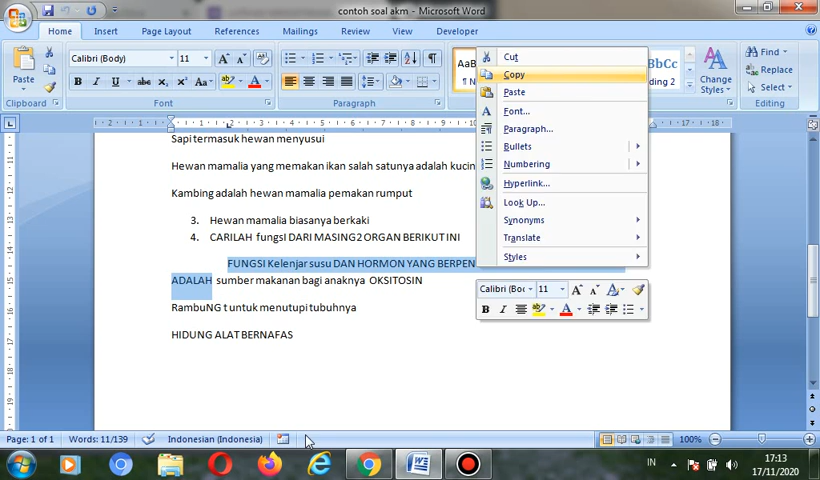 contoh soal akm - Microsoft Word
Home Insert Page Layout References Mailings Review View Developer
Calibri (Body) 11
Paste
Change Styles
Find
Replace
Select
Clipboard Font Paragraph Editing
Cut
Copy
Paste
Font...
Paragraph...
Bullets
Numbering
Hyperlink...
Look Up...
Synonyms
Translate
Styles
Calibri (Boc 11
Sapi termasuk hewan menyusui
Hewan mamalia yang memakan ikan salah satunya adalah kucin
Kambing adalah hewan mamalia pemakan rumput
3. Hewan mamalia biasanya berkaki
4. CARILAH fungsI DARI MASING2 ORGAN BERIKUT INI
FUNGSI Kelenjar susu DAN HORMON YANG BERPEN
ADALAH sumber makanan bagi anaknya OKSITOSIN
RambuNG t untuk menutupi tubuhnya
HIDUNG ALAT BERNAFAS
Page: 1 of 1 Words: 11/139 Indonesian (Indonesia) 100%
IN 17:13
17/11/2020